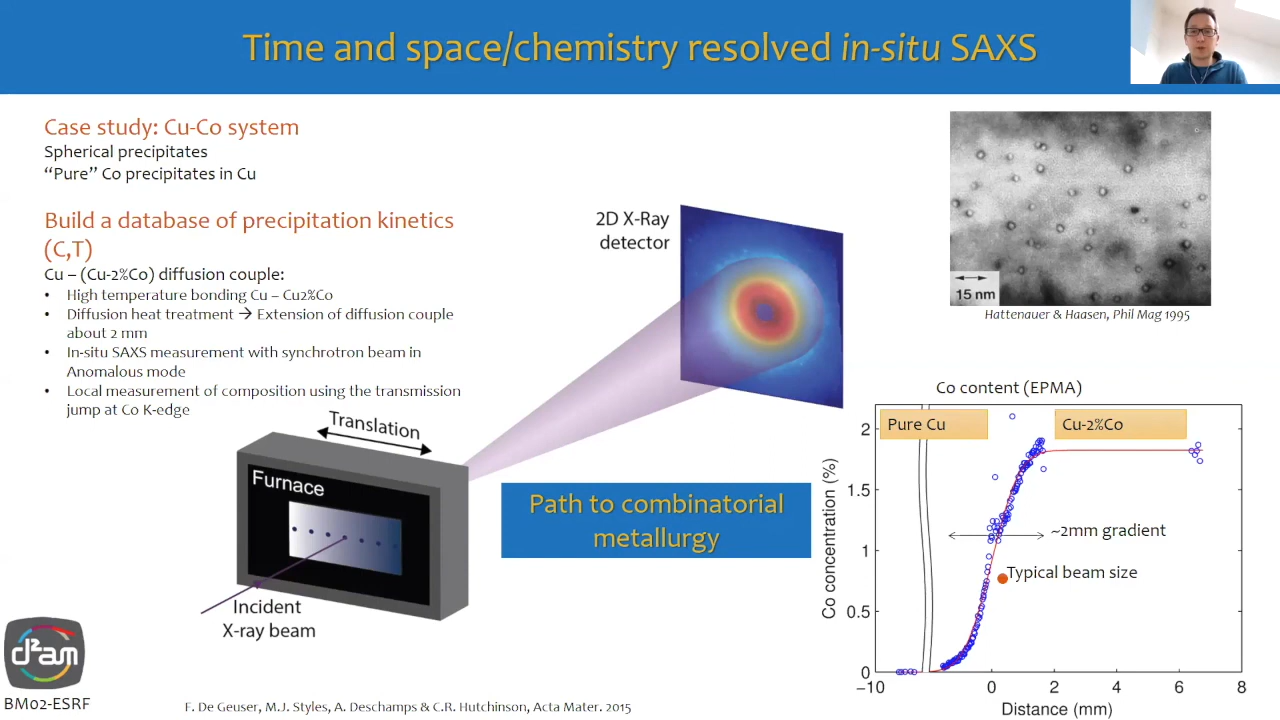 Time and space/chemistry resolved in-situ SAXS
Case study: Cu-Co system
Spherical precipitates
“Pure” Co precipitates in Cu
Build a database of precipitation kinetics
(C,T)
Cu – (Cu-2%Co) diffusion couple:
• High temperature bonding Cu – Cu2%Co
• Diffusion heat treatment → Extension of diffusion couple
about 2 mm
• In-situ SAXS measurement with synchrotron beam in
Anomalous mode
• Local measurement of composition using the transmission
jump at Co K-edge
2D X-Ray
detector
Translation
Furnace
Incident
X-ray beam
Path to combinatorial
metallurgy
15 nm
Hattenauer & Haasen, Phil Mag 1995
Co content (EPMA)
Pure Cu
Cu-2%Co
~2mm gradient
Typical beam size
Co concentration (%)
2
1.5
1
0.5
0
−10
0
2
4
6
8
Distance (mm)
d2am
BM02-ESRF
F. De Geuser, M.J. Styles, A. Deschamps & C.R. Hutchinson, Acta Mater. 2015